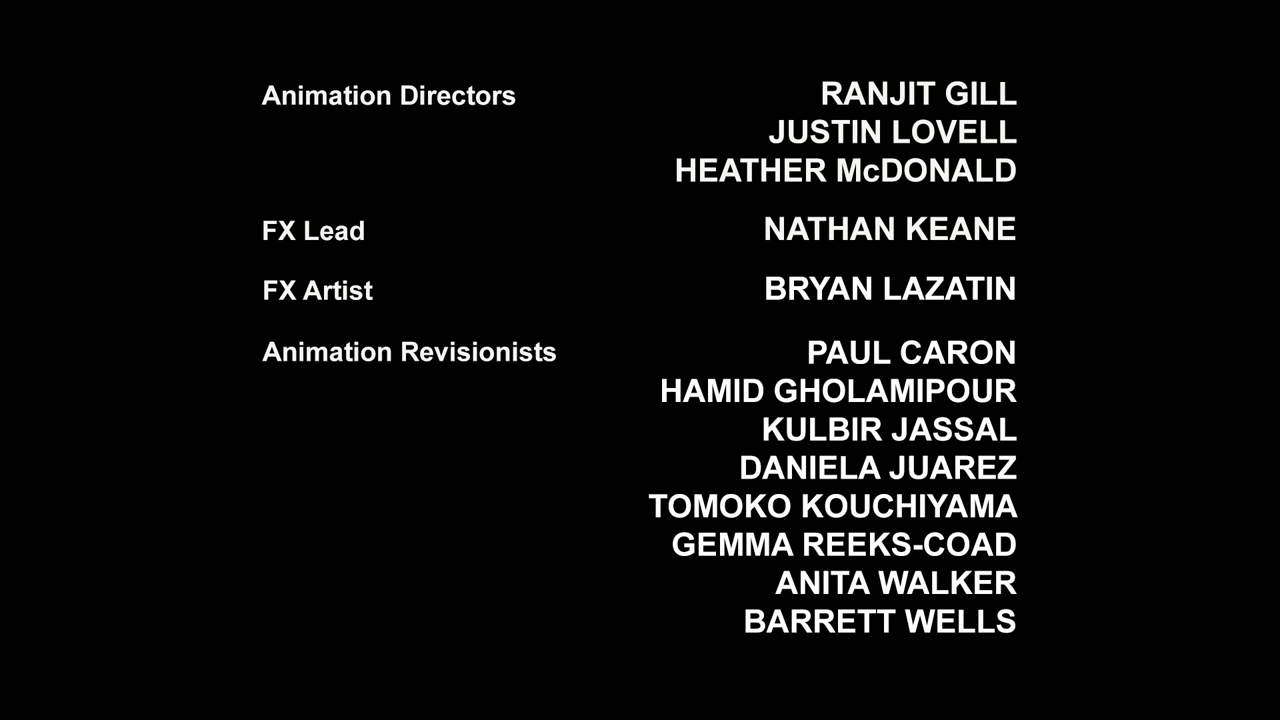 Animation Directors RANJIT GILL
JUSTIN LOVELL
HEATHER McDONALD
FX Lead NATHAN KEANE
FX Artist BRYAN LAZATIN
Animation Revisionists PAUL CARON
HAMID GHOLAMIPOUR
KULBIR JASSAL
DANIELA JUAREZ
TOMOKO KOUCHIYAMA
GEMMA REEKS-COAD
ANITA WALKER
BARRETT WELLS